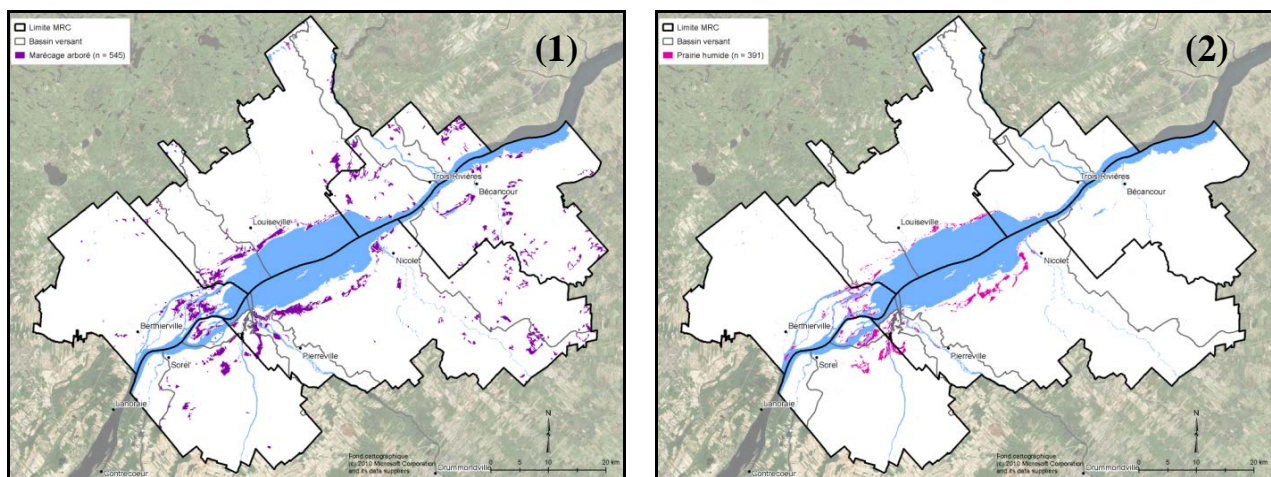 Limite MRC
Bassin versant
Marécage arboré (n = 545)
(1)
Trois Rivières
Bécancour
Louiseville
Nicolet
Berthierville
Sorel
Pierreville
Lanoraie
Contrecoeur
Drummondville
N
Fond cartographique
(c) 2010 Microsoft Corporation
and its data suppliers
0 10 20 km
Limite MRC
Bassin versant
Prairie humide (n = 391)
(2)
Trois Rivières
Bécancour
Louiseville
Nicolet
Berthierville
Sorel
Pierreville
Lanoraie
Contrecoeur
Drummondville
N
Fond cartographique
(c) 2010 Microsoft Corporation
and its data suppliers
0 10 20 km